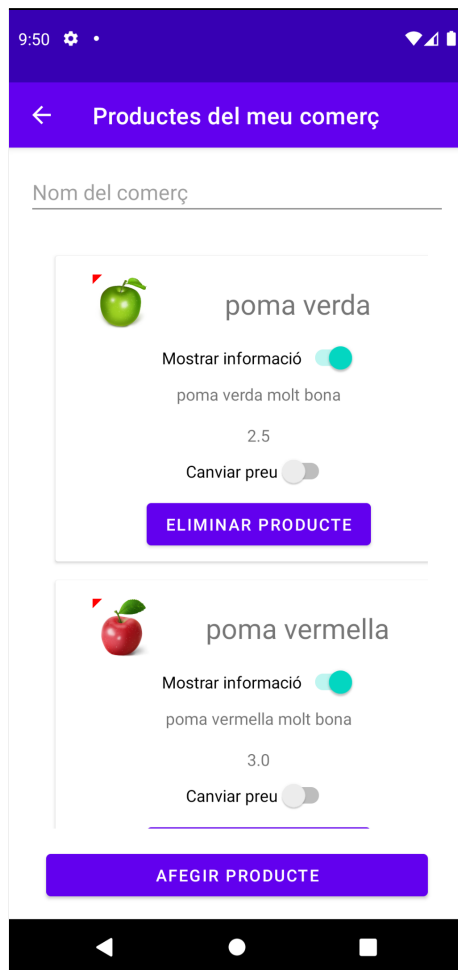 9:50
Productes del meu comerç
Nom del comerç
poma verda
Mostrar informació
poma verda molt bona
2.5
Canviar preu
ELIMINAR PRODUCTE
poma vermella
Mostrar informació
poma vermella molt bona
3.0
Canviar preu
AFEGIR PRODUCTE